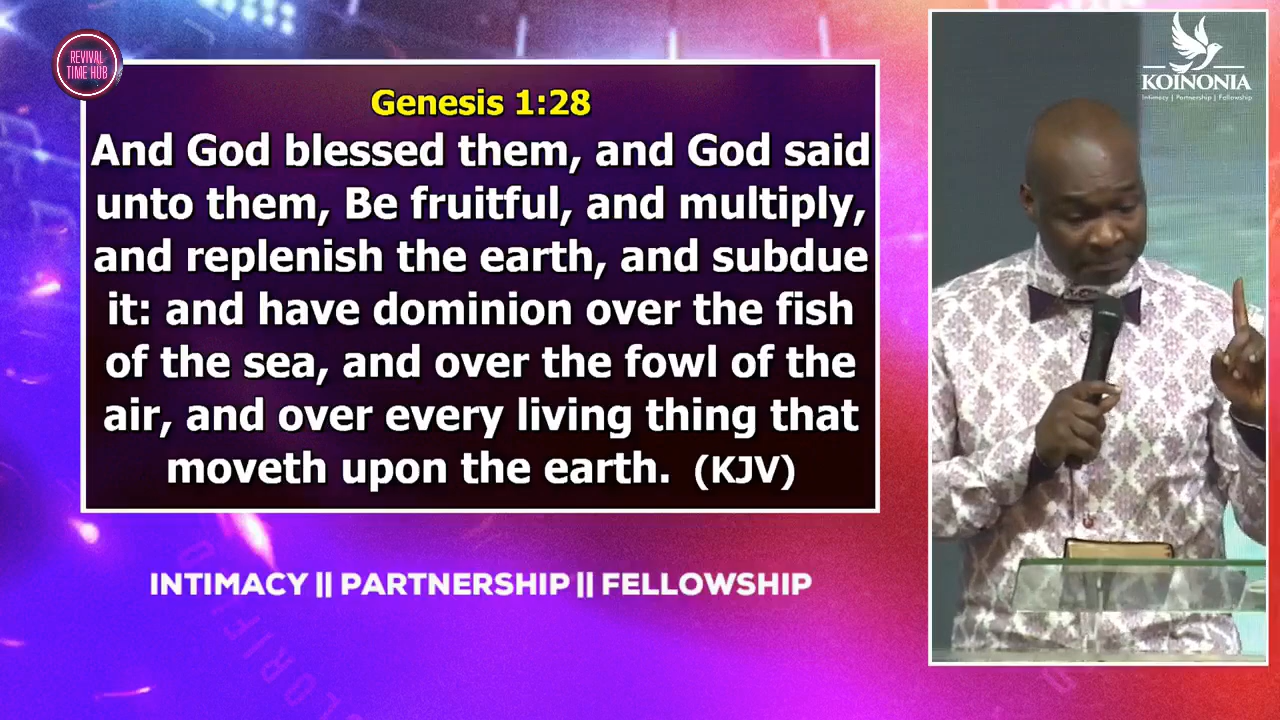 REVIVAL
TIME HUB
Genesis 1:28
And God blessed them, and God said
unto them, Be fruitful, and multiply,
and replenish the earth, and subdue
it: and have dominion over the fish
of the sea, and over the fowl of the
air, and over every living thing that
moveth upon the earth. (KJV)
INTIMACY || PARTNERSHIP || FELLOWSHIP
KOINONIA
Intimacy | Partnership | Fellowship